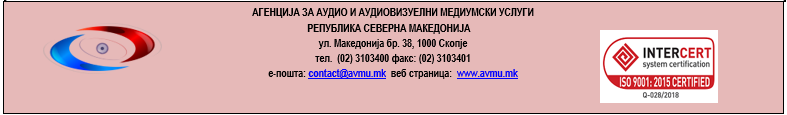 АГЕНЦИЈА ЗА АУДИО И АУДИОВИЗУЕЛНИ МЕДИУМСКИ УСЛУГИ
РЕПУБЛИКА СЕВЕРНА МАКЕДОНИЈА
ул. Македонија бр. 38, 1000 Скопје
тел. (02) 3103400 факс: (02) 3103401
е-пошта: contact@avmu.mk веб страница: www.avmu.mk
INTERCERT
system certification
ISO 9001: 2015 CERTIFIED
Q-028/2018